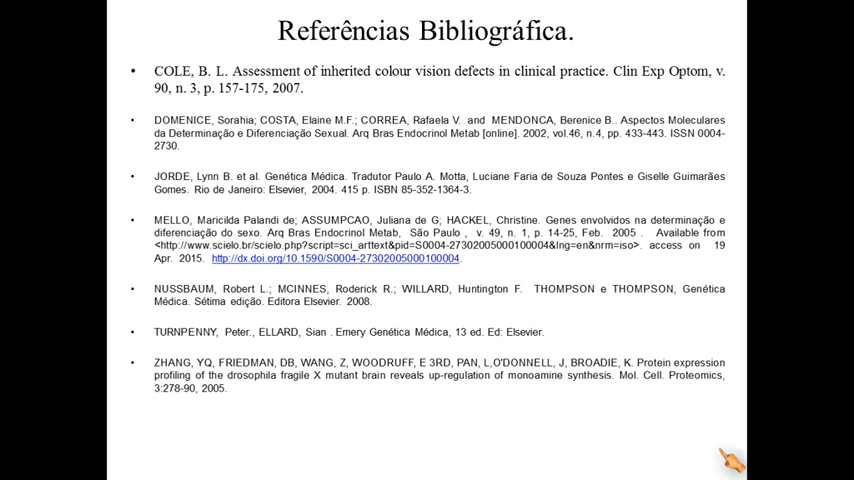 Referências Bibliográfica.
• COLE, B. L. Assessment of inherited colour vision defects in clinical practice. Clin Exp Optom, v.
90, n. 3, p. 157-175, 2007.
• DOMENICE, Sorahia; COSTA, Elaine M.F.; CORREA, Rafaela V. and MENDONCA, Berenice B.. Aspectos Moleculares
da Determinação e Diferenciação Sexual. Arq Bras Endocrinol Metab [online]. 2002, vol.46, n.4, pp. 433-443. ISSN 0004-
2730.
• JORDE, Lynn B. et al. Genética Médica. Tradutor Paulo A. Motta, Luciane Faria de Souza Pontes e Giselle Guimarães
Gomes. Rio de Janeiro: Elsevier, 2004. 415 p. ISBN 85-352-1364-3.
• MELLO, Maricilda Palandi de; ASSUMPCAO, Juliana de G; HACKEL, Christine. Genes envolvidos na determinação e
diferenciação do sexo. Arq Bras Endocrinol Metab, São Paulo , v. 49, n. 1, p. 14-25, Feb. 2005 . Available from
<http://www.scielo.br/scielo.php?script=sci_arttext&pid=S0004-27302005000100004&lng=en&nrm=iso>. access on 19
Apr. 2015. http://dx.doi.org/10.1590/S0004-27302005000100004.
• NUSSBAUM, Robert L.; MCINNES, Roderick R.; WILLARD, Huntington F. THOMPSON e THOMPSON, Genética
Médica. Sétima edição. Editora Elsevier. 2008.
• TURNPENNY, Peter., ELLARD, Sian . Emery Genética Médica, 13 ed. Ed: Elsevier.
• ZHANG, YQ, FRIEDMAN, DB, WANG, Z, WOODRUFF, E 3RD, PAN, L,O'DONNELL, J, BROADIE, K. Protein expression
profiling of the drosophila fragile X mutant brain reveals up-regulation of monoamine synthesis. Mol. Cell. Proteomics,
3:278-90, 2005.